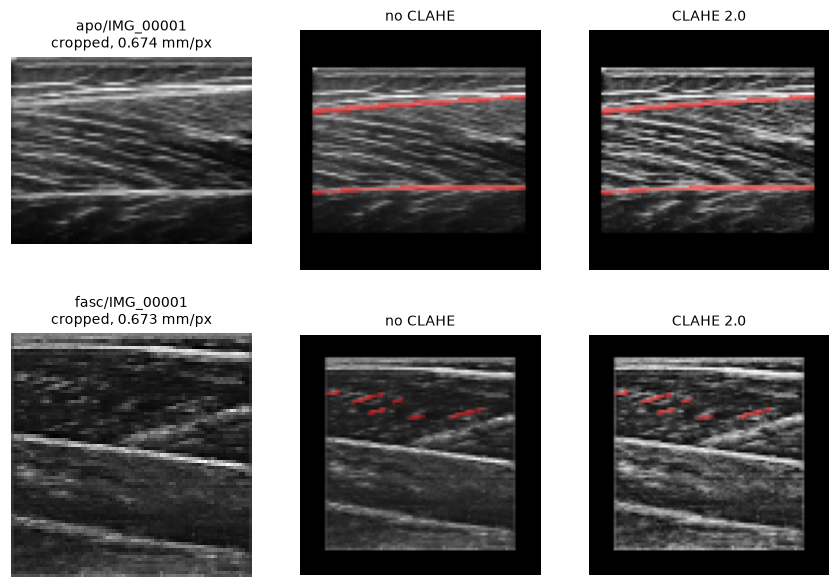 apo/IMG_00001
cropped, 0.674 mm/px
no CLAHE
CLAHE 2.0
fasc/IMG_00001
cropped, 0.673 mm/px
no CLAHE
CLAHE 2.0